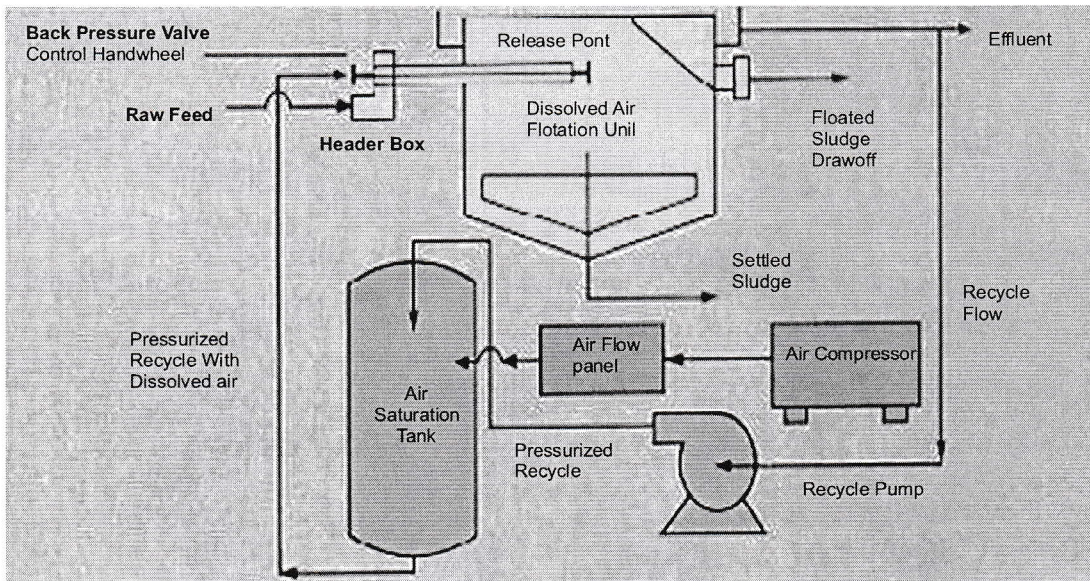 Back Pressure Valve
Control Handwheel
Raw Feed
Header Box
Release Pont
Dissolved Air
Flotation Unil
Effluent
Floated
Sludge
Drawoff
Settled
Sludge
Recycle
Flow
Pressurized
Recycle With
Dissolved air
Air
Saturation
Tank
Air Flow
panel
Air Compressor
Pressurized
Recycle
Recycle Pump